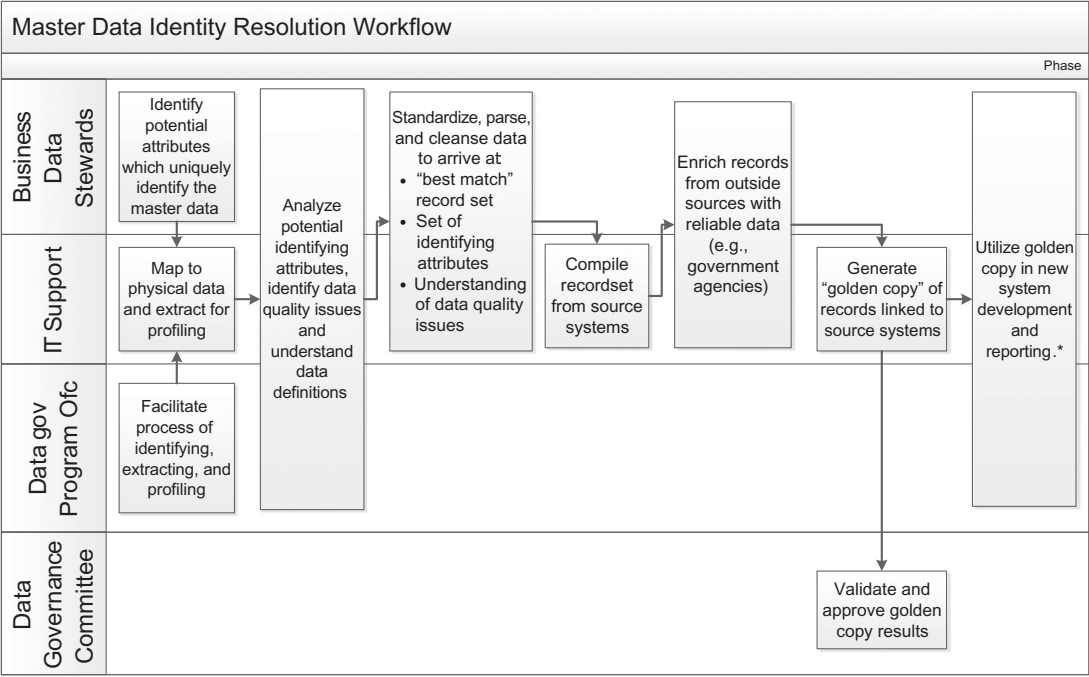 Master Data Identity Resolution Workflow
Phase
Business
Data
Stewards
Identify
potential
attributes
which uniquely
identify the
master data
Analyze
potential
identifying
attributes,
identify data
quality issues
and
understand
data
definitions
Standardize, parse,
and cleanse data
to arrive at:
• “best match”
record set
• Set of
identifying
attributes
• Understanding
of data quality
issues
Enrich records
from outside
sources with
reliable data
(e.g.,
government
agencies)
Utilize golden
copy in new
system
development
and
reporting.*
IT Support
Map to
physical data
and extract for
profiling
Compile
recordset
from source
systems
Generate
“golden copy” of
records linked to
source systems
Data gov
Program Ofc
Facilitate
process of
identifying,
extracting, and
profiling
Data
Governance
Committee
Validate and
approve golden
copy results